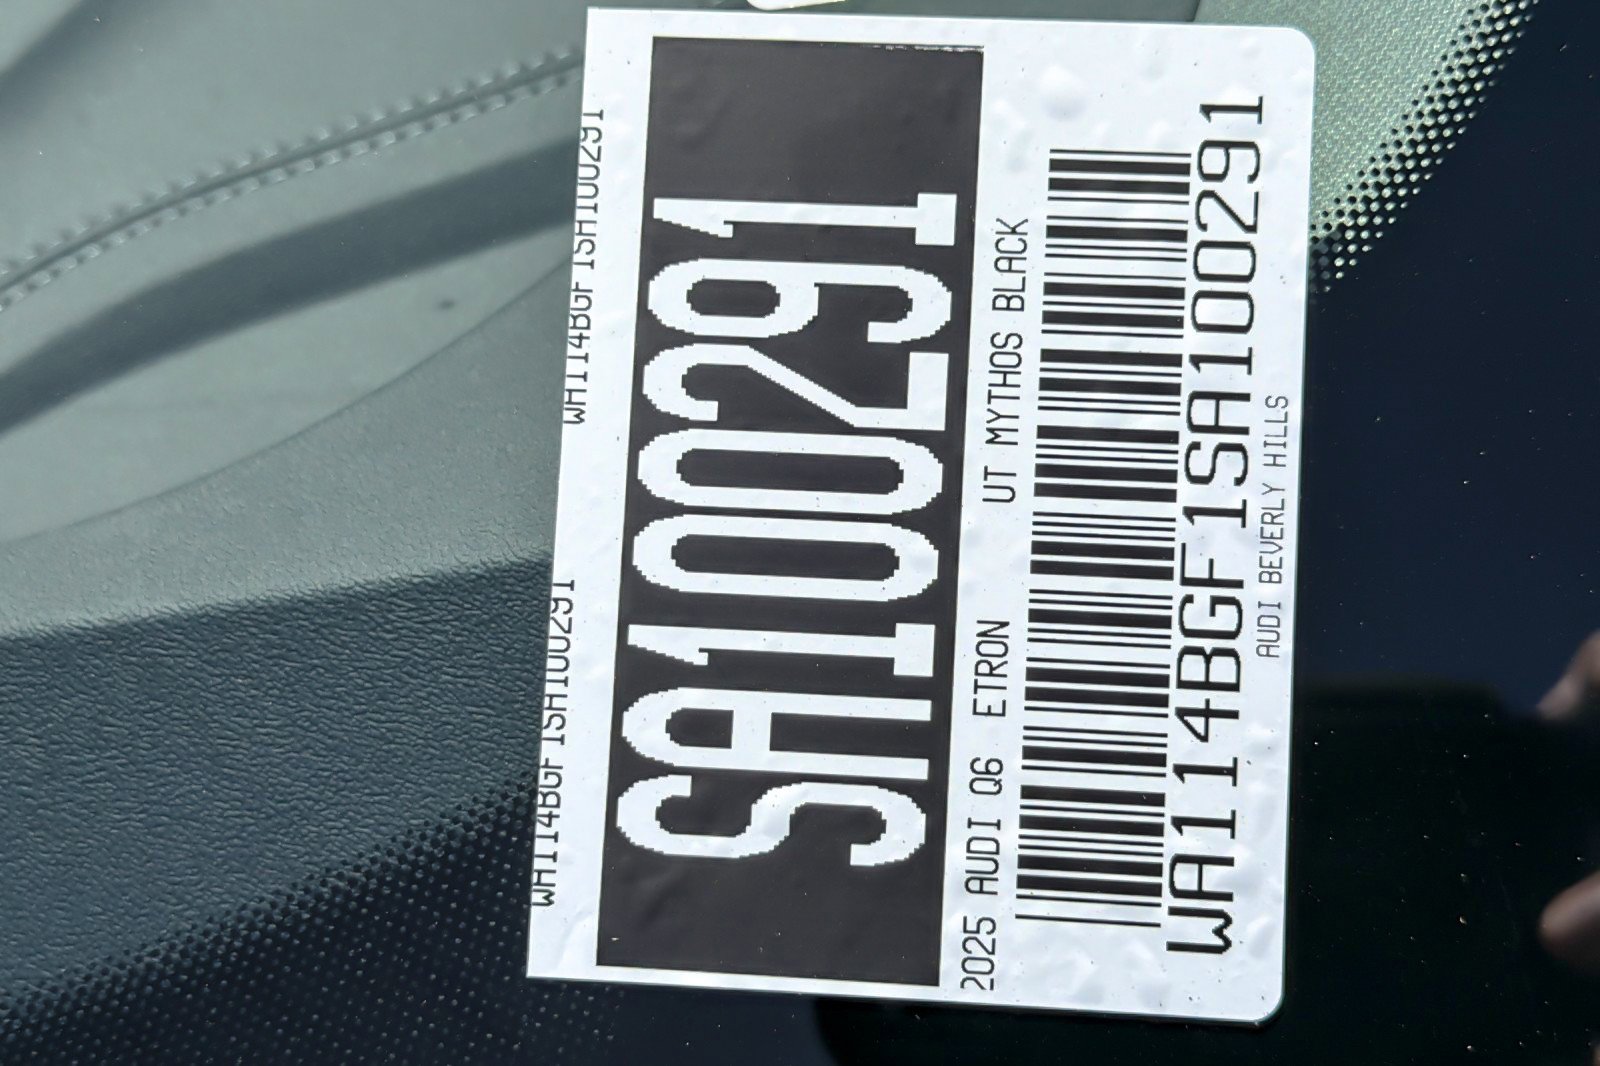 WA114BGF1SA100291 WA114BGF1SA100291
SA100291
2025 AUDI Q6 ETRON UT MYTHOS BLACK
WA114BGF1SA100291
AUDI BEVERLY HILLS